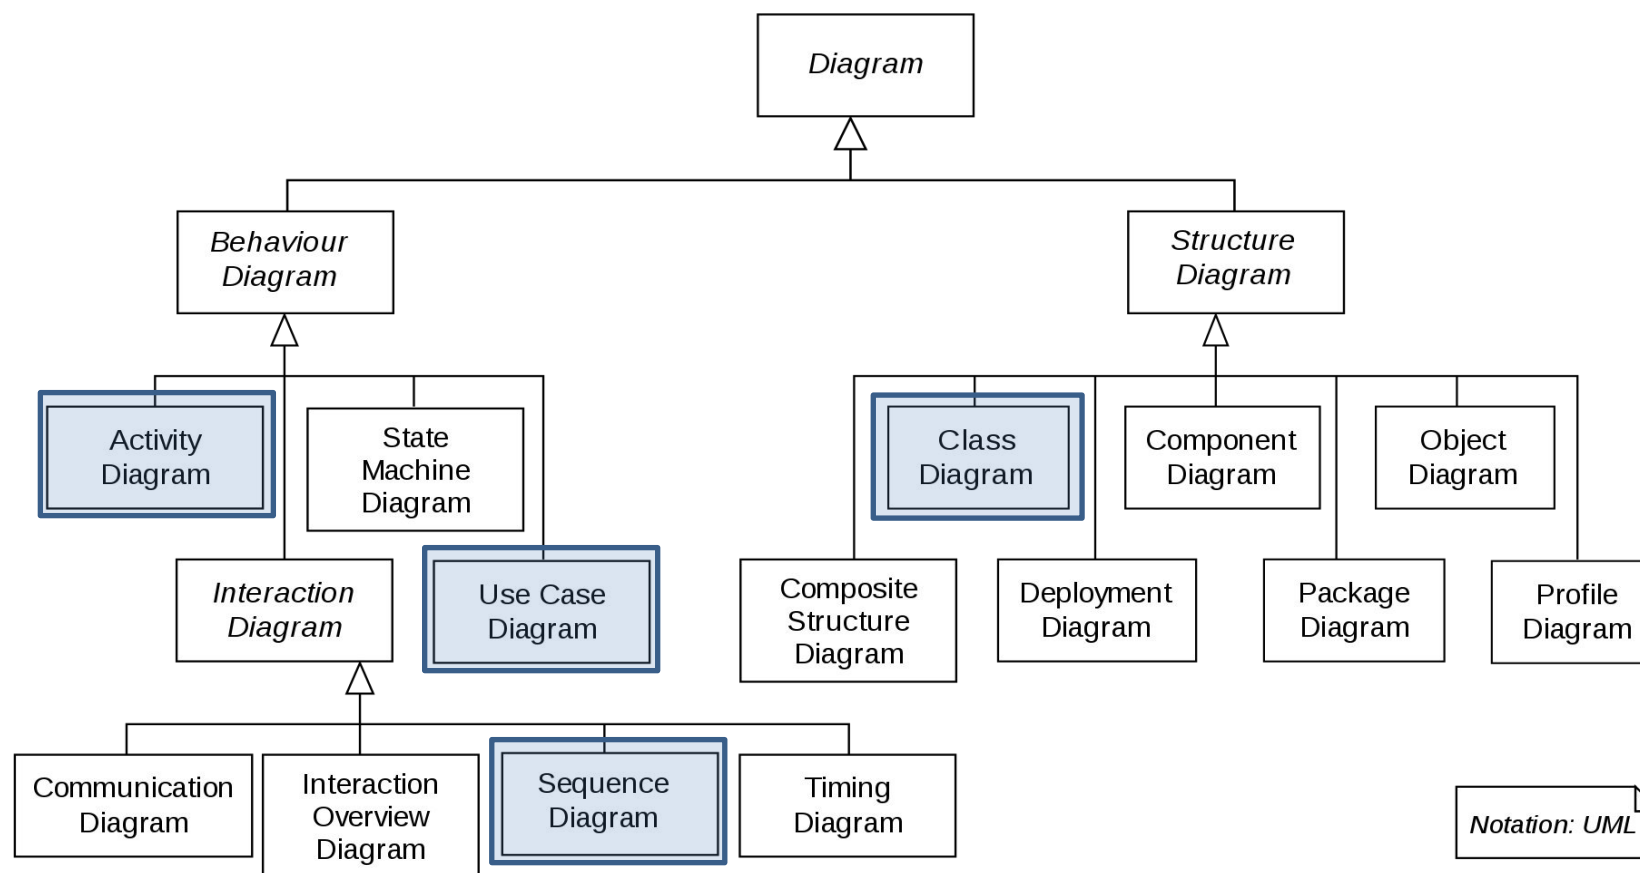 Diagram
Behaviour
Diagram
Structure
Diagram
Activity
Diagram
State
Machine
Diagram
Class
Diagram
Component
Diagram
Object
Diagram
Interaction
Diagram
Use Case
Diagram
Composite
Structure
Diagram
Deployment
Diagram
Package
Diagram
Profile
Diagram
Communication
Diagram
Interaction
Overview
Diagram
Sequence
Diagram
Timing
Diagram
Notation: UML